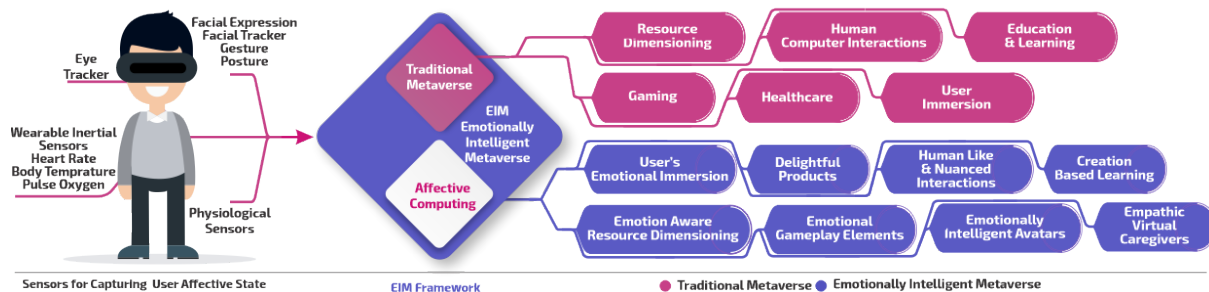 Facial Expression
Facial Tracker
Gesture
Posture
Eye
Tracker
Wearable Inertial
Sensors
Heart Rate
Body Temprature
Pulse Oxygen
Physiological
Sensors
Sensors for Capturing User Affective State
Traditional
Metaverse
EIM
Emotionally
Intelligent
Metaverse
Affective
Computing
EIM Framework
Resource
Dimensioning
Human
Computer Interactions
Education
& Learning
Gaming
Healthcare
User
Immersion
User's
Emotional Immersion
Delightful
Products
Human Like
& Nuanced
Interactions
Creation
Based Learning
Emotion Aware
Resource Dimensioning
Emotional
Gameplay Elements
Emotionally
Intelligent Avatars
Empathic
Virtual
Caregivers
Traditional Metaverse
Emotionally Intelligent Metaverse